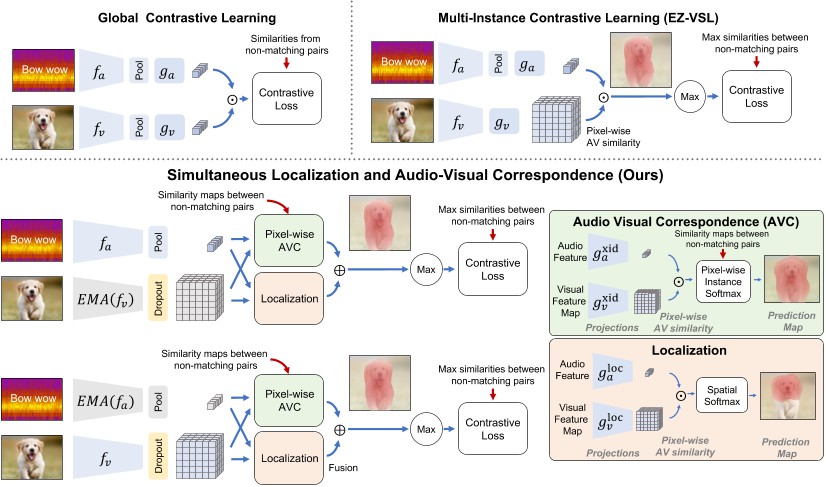 Global Contrastive Learning
Bow wow
f_a
Pool
g_a
f_v
Pool
g_v
⊙
Similarities from
non-matching pairs
Contrastive
Loss
Multi-Instance Contrastive Learning (EZ-VSL)
Bow wow
f_a
Pool
g_a
f_v
g_v
⊙
Pixel-wise
AV similarity
Max
Max similarities between
non-matching pairs
Contrastive
Loss
Simultaneous Localization and Audio-Visual Correspondence (Ours)
Similarity maps between
non-matching pairs
Bow wow
f_a
Pool
EMA(f_v)
Dropout
Pixel-wise
AVC
Localization
⊕
Max
Max similarities between
non-matching pairs
Contrastive
Loss
Similarity maps between
non-matching pairs
Bow wow
EMA(f_a)
Pool
f_v
Dropout
Pixel-wise
AVC
Localization
⊕
Fusion
Max
Max similarities between
non-matching pairs
Contrastive
Loss
Audio Visual Correspondence (AVC)
Similarity maps between
non-matching pairs
Audio
Feature
g_a^xid
Visual
Feature
Map
g_v^xid
⊙
Pixel-wise
Instance
Softmax
Projections
Pixel-wise
AV similarity
Prediction
Map
Localization
Audio
Feature
g_a^loc
Visual
Feature
Map
g_v^loc
⊙
Spatial
Softmax
Projections
Pixel-wise
AV similarity
Prediction
Map